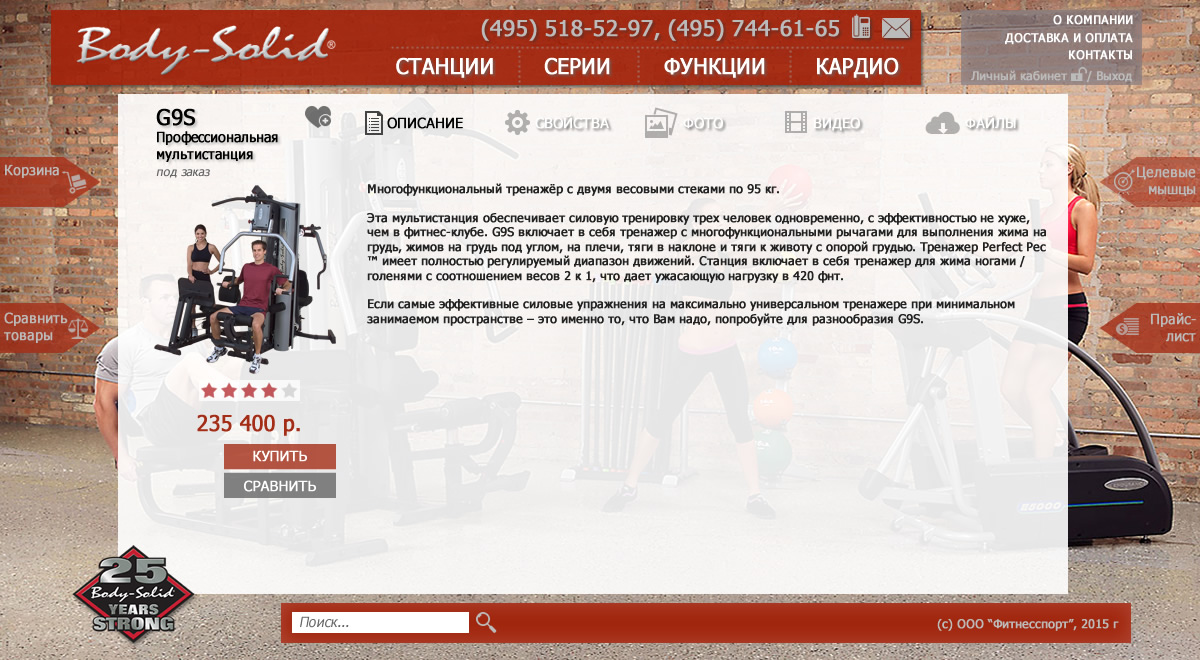 Body-Solid®
(495) 518-52-97, (495) 744-61-65
СТАНЦИИ СЕРИИ ФУНКЦИИ КАРДИО
О КОМПАНИИ
ДОСТАВКА И ОПЛАТА
КОНТАКТЫ
Личный кабинет / Выход
G9S
Профессиональная
мультистанция
под заказ
ОПИСАНИЕ СВОЙСТВА ФОТО ВИДЕО ФАЙЛЫ
Корзина
Сравнить
товары
Целевые
мышцы
Прайс-
лист
Многофункциональный тренажёр с двумя весовыми стеками по 95 кг.
Эта мультистанция обеспечивает силовую тренировку трех человек одновременно, с эффективностью не хуже,
чем в фитнес-клубе. G9S включает в себя тренажер с многофункциональными рычагами для выполнения жима на
грудь, жимов на грудь под углом, на плечи, тяги в наклоне и тяги к животу с опорой грудью. Тренажер Perfect Pec
™ имеет полностью регулируемый диапазон движений. Станция включает в себя тренажер для жима ногами /
голенями с соотношением весов 2 к 1, что дает ужасающую нагрузку в 420 фнт.
Если самые эффективные силовые упражнения на максимально универсальном тренажере при минимальном
занимаемом пространстве – это именно то, что Вам надо, попробуйте для разнообразия G9S.
235 400 р.
КУПИТЬ
СРАВНИТЬ
25
Body-Solid
YEARS
STRONG
Поиск...
(с) ООО “Фитнесспорт”, 2015 г